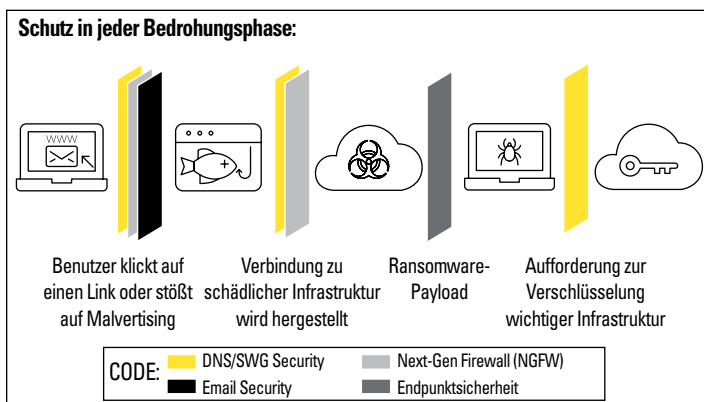 Schutz in jeder Bedrohungsphase:
WWW
Benutzer klickt auf
einen Link oder stößt
auf Malvertising
Verbindung zu
schädlicher Infrastruktur
wird hergestellt
Ransomware-
Payload
Aufforderung zur
Verschlüsselung
wichtiger Infrastruktur
CODE:
DNS/SWG Security
Next-Gen Firewall (NGFW)
Email Security
Endpunktsicherheit